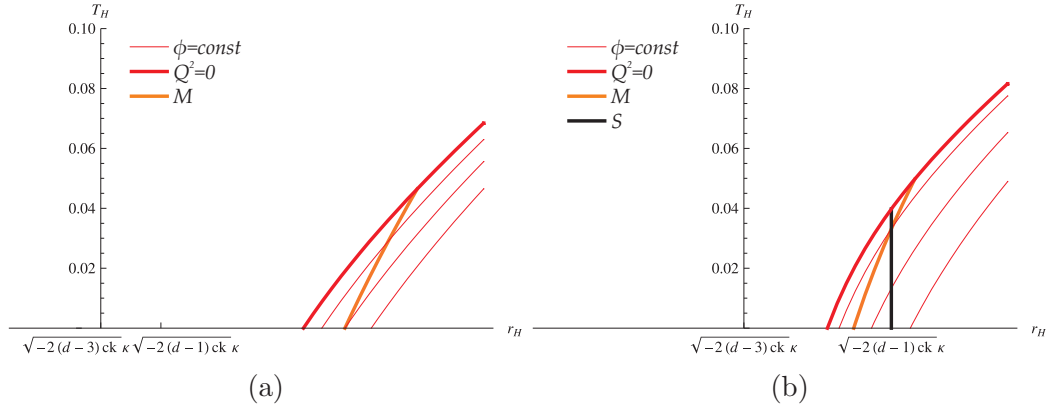 T_H
0.10
0.08
0.06
0.04
0.02
ϕ=const
Q²=0
M
√-2 (d-3) ck κ
√-2 (d-1) ck κ
r_H
(a)
T_H
0.10
0.08
0.06
0.04
0.02
ϕ=const
Q²=0
M
S
√-2 (d-3) ck κ
√-2 (d-1) ck κ
r_H
(b)